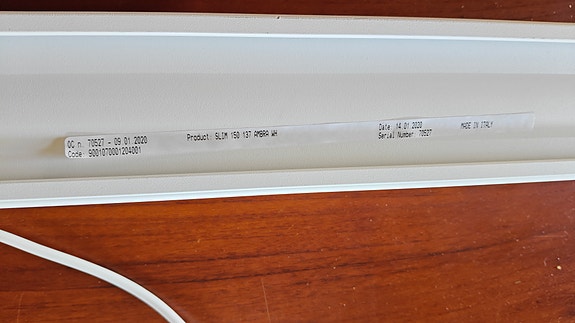 OC n. 70527 - 09.01.2020 Product: SLIM 150 137 AMBRA WH Date: 14.01.2020 MADE IN ITALY
Code: 9001070001204001 Serial Number: 70527